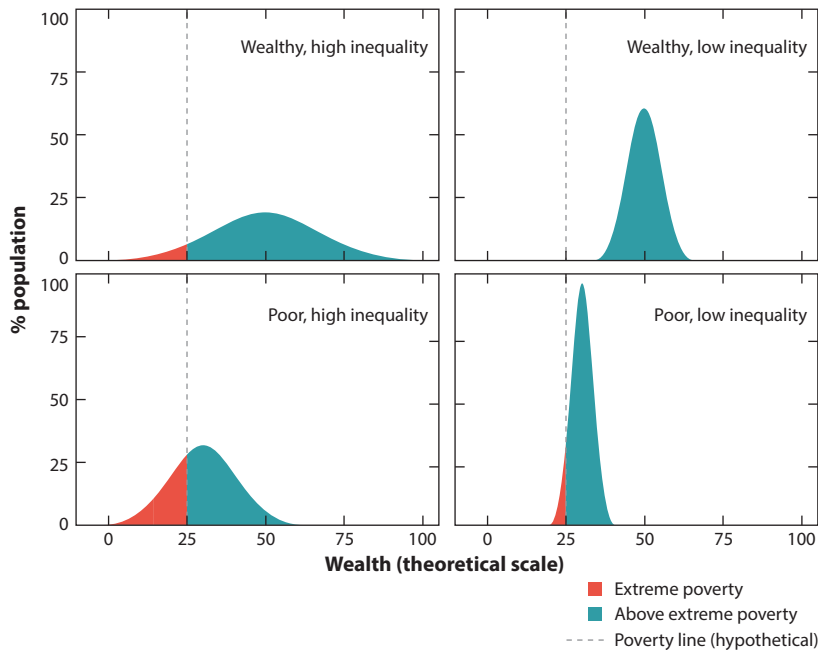 % population
100
75
50
25
0
Wealthy, high inequality
Wealthy, low inequality
100
75
50
25
0
Poor, high inequality
Poor, low inequality
0 25 50 75 100
0 25 50 75 100
Wealth (theoretical scale)
Extreme poverty
Above extreme poverty
Poverty line (hypothetical)